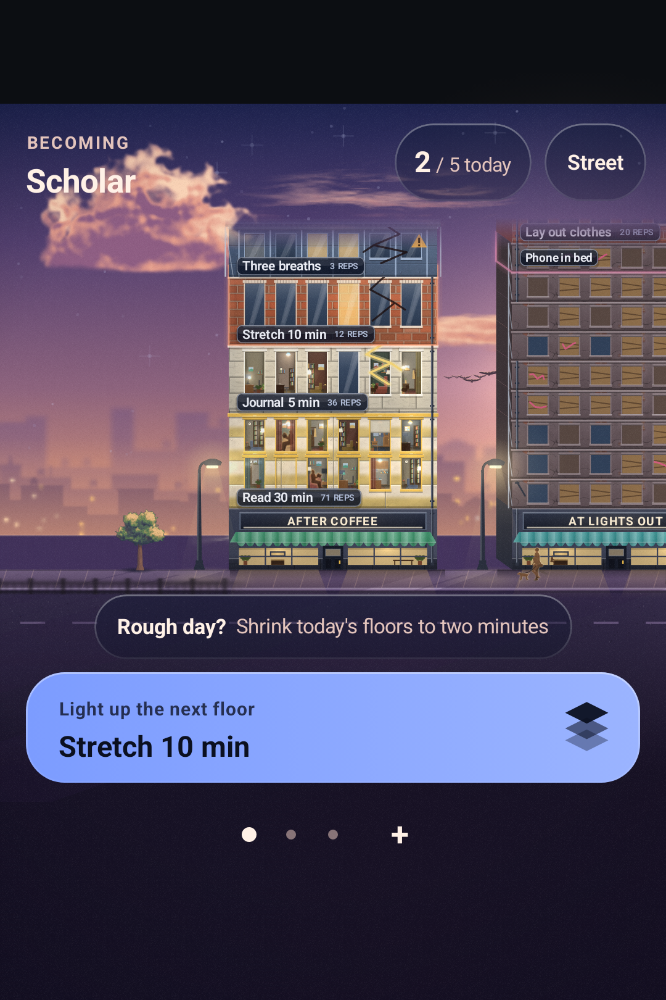 BECOMING
Scholar
2 / 5 today
Street
Three breaths 3 REPS
Stretch 10 min 12 REPS
Journal 5 min 36 REPS
Read 30 min 71 REPS
AFTER COFFEE
Lay out clothes 20 REPS
Phone in bed
AT LIGHTS OUT
Rough day? Shrink today's floors to two minutes
Light up the next floor
Stretch 10 min